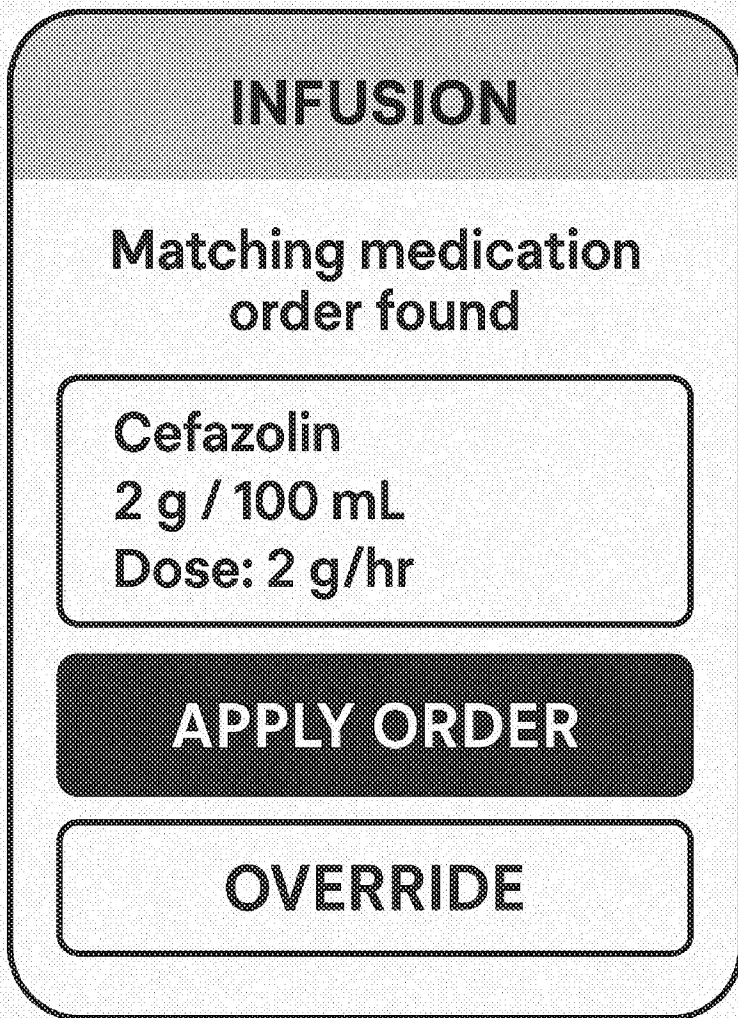 INFUSION
Matching medication
order found
Cefazolin
2 g / 100 mL
Dose: 2 g/hr
APPLY ORDER
OVERRIDE